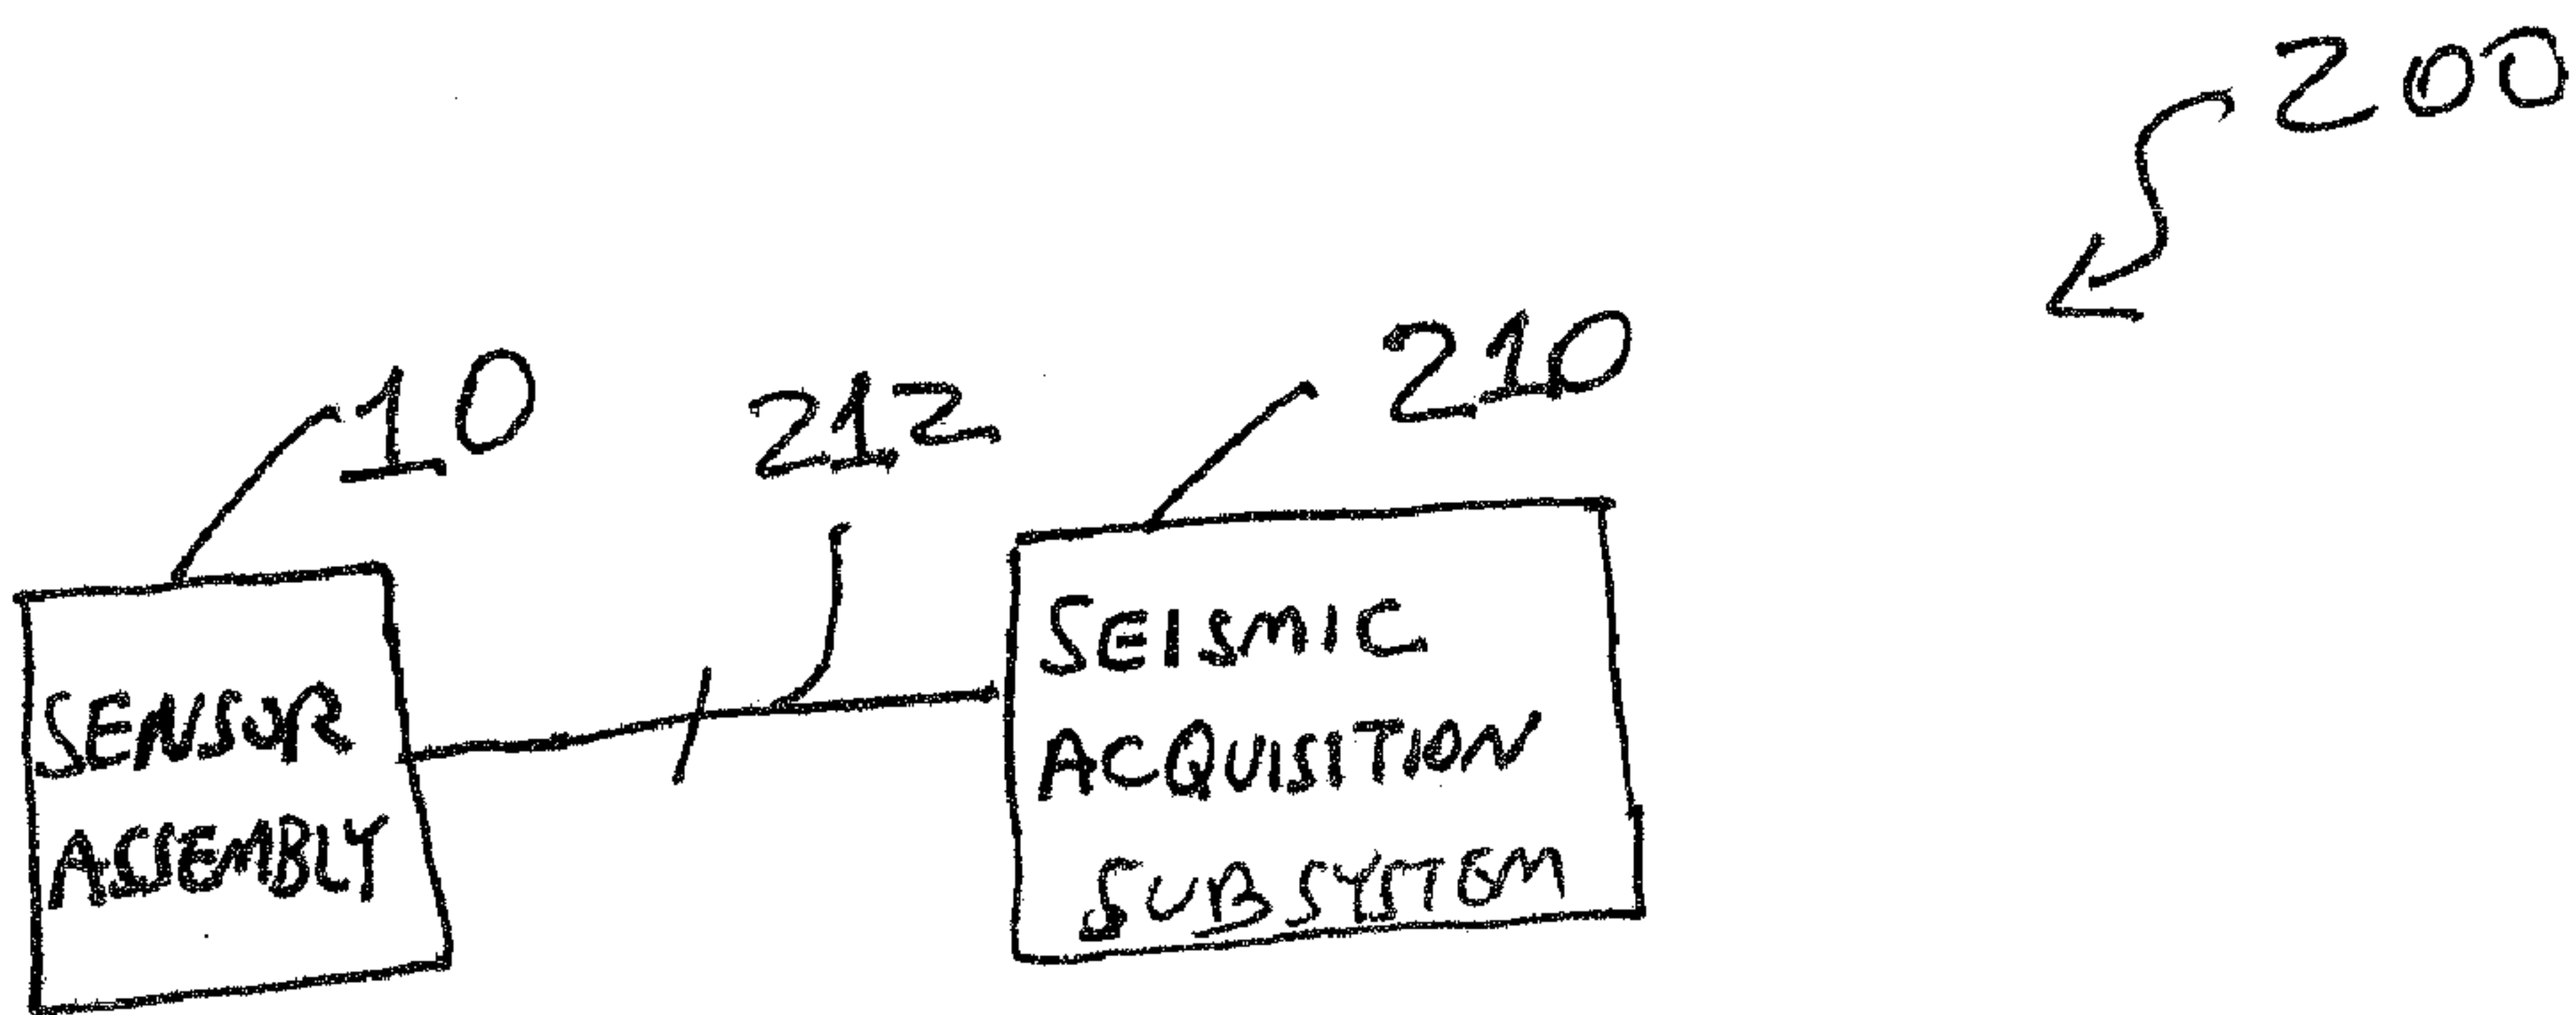 200
10
212
210
SENSOR
ASSEMBLY
SEISMIC
ACQUISITION
SUBSYSTEM